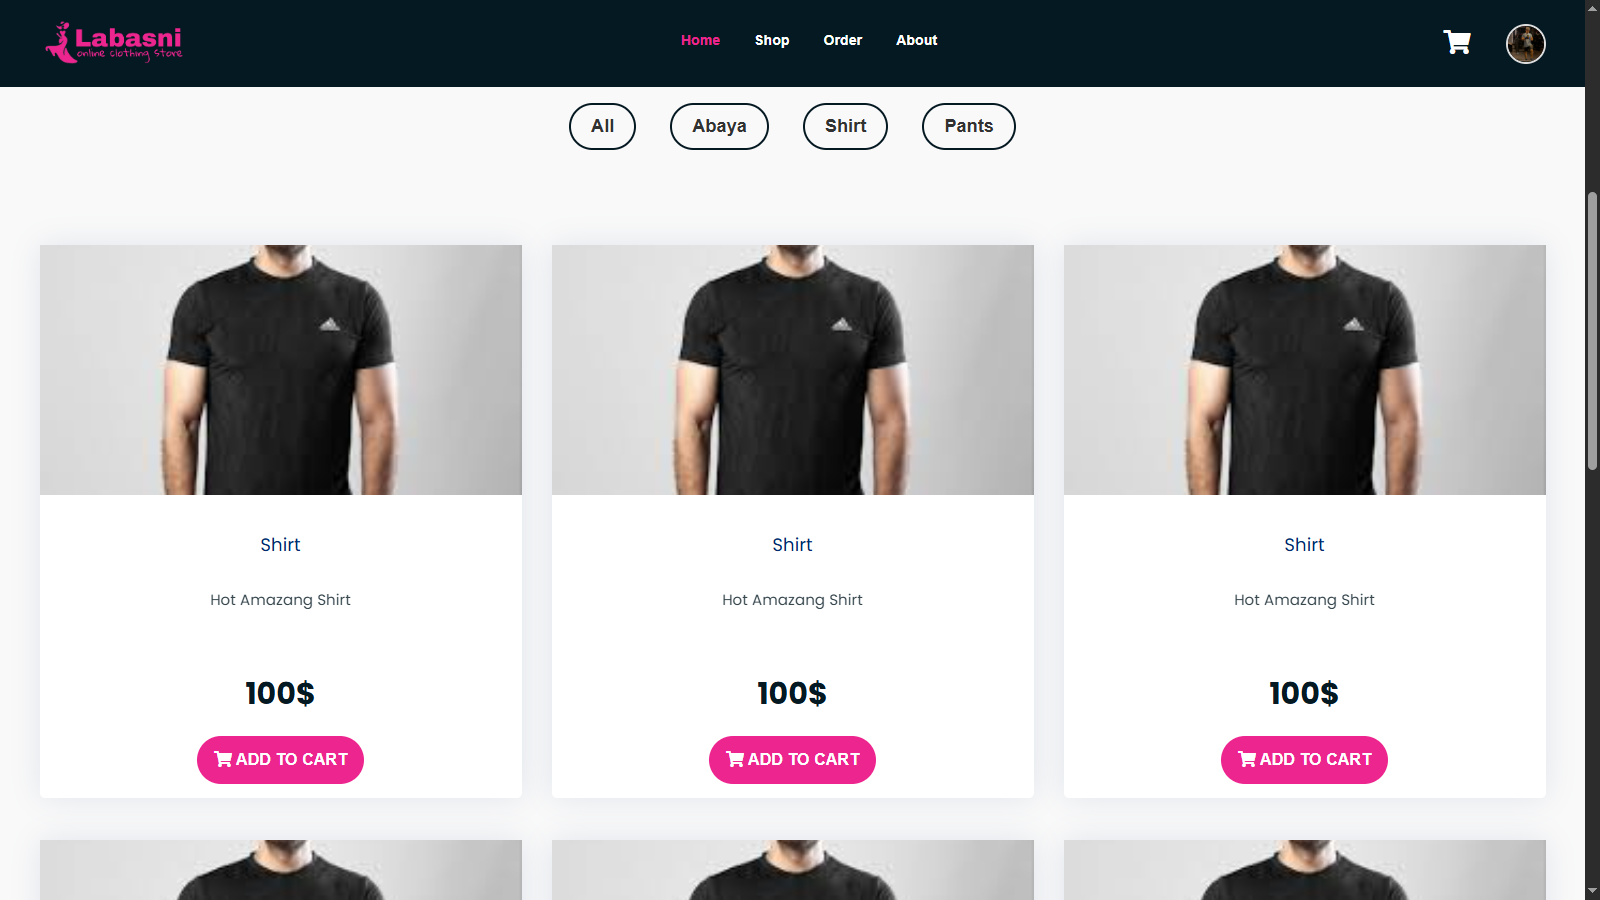 Labasni
online clothing store
Home Shop Order About
All Abaya Shirt Pants
Shirt Shirt Shirt
Hot Amazang Shirt Hot Amazang Shirt Hot Amazang Shirt
100$ 100$ 100$
ADD TO CART ADD TO CART ADD TO CART